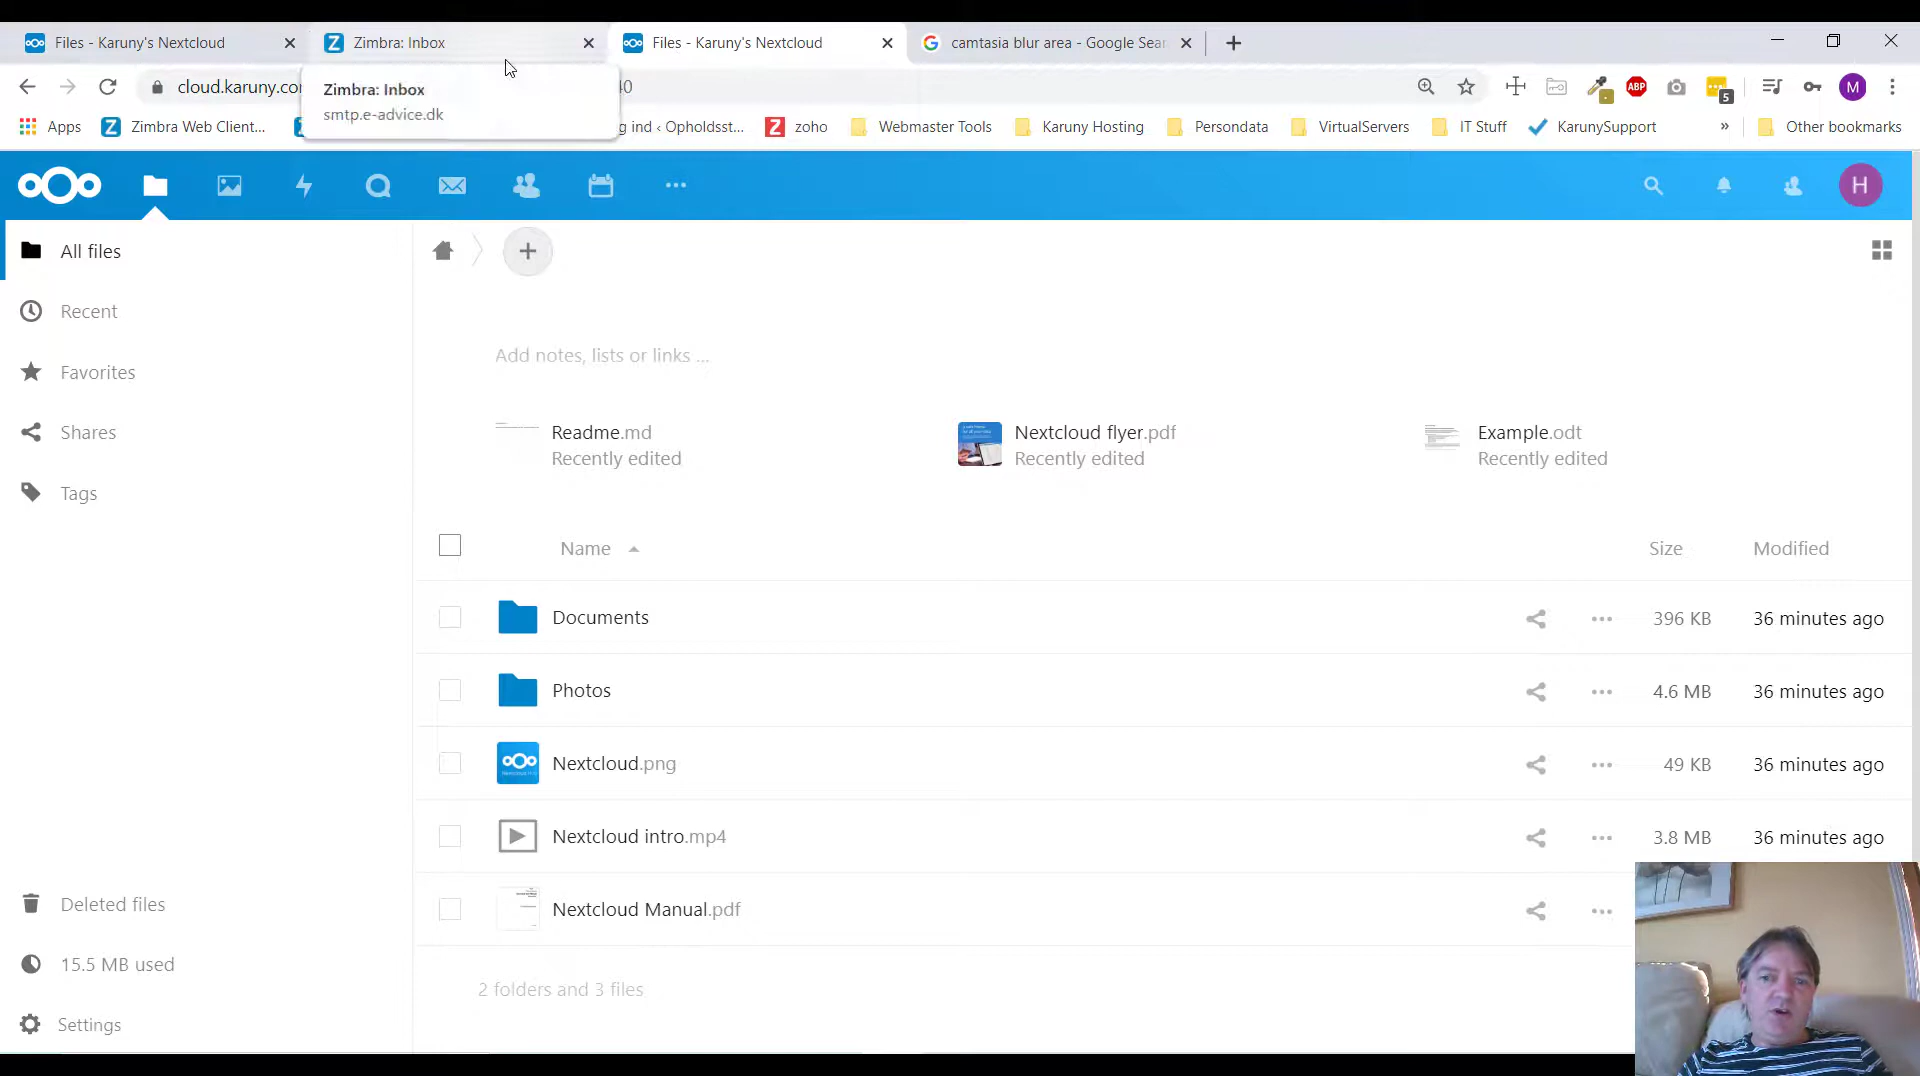 Files - Karuny's Nextcloud
Zimbra: Inbox
Files - Karuny's Nextcloud
camtasia blur area - Google Sear
cloud.karuny.co
40
Zimbra: Inbox
smtp.e-advice.dk
ABP
5
M
Apps
Zimbra Web Client...
g ind ‹ Opholdsst...
zoho
Webmaster Tools
Karuny Hosting
Persondata
VirtualServers
IT Stuff
KarunySupport
»
Other bookmarks
H
All files
Recent
Favorites
Shares
Tags
Add notes, lists or links ...
Readme.md
Recently edited
Nextcloud flyer.pdf
Recently edited
Example.odt
Recently edited
Name
Size
Modified
Documents
396 KB
36 minutes ago
Photos
4.6 MB
36 minutes ago
Nextcloud.png
49 KB
36 minutes ago
Nextcloud intro.mp4
3.8 MB
36 minutes ago
Nextcloud Manual.pdf
2 folders and 3 files
Deleted files
15.5 MB used
Settings